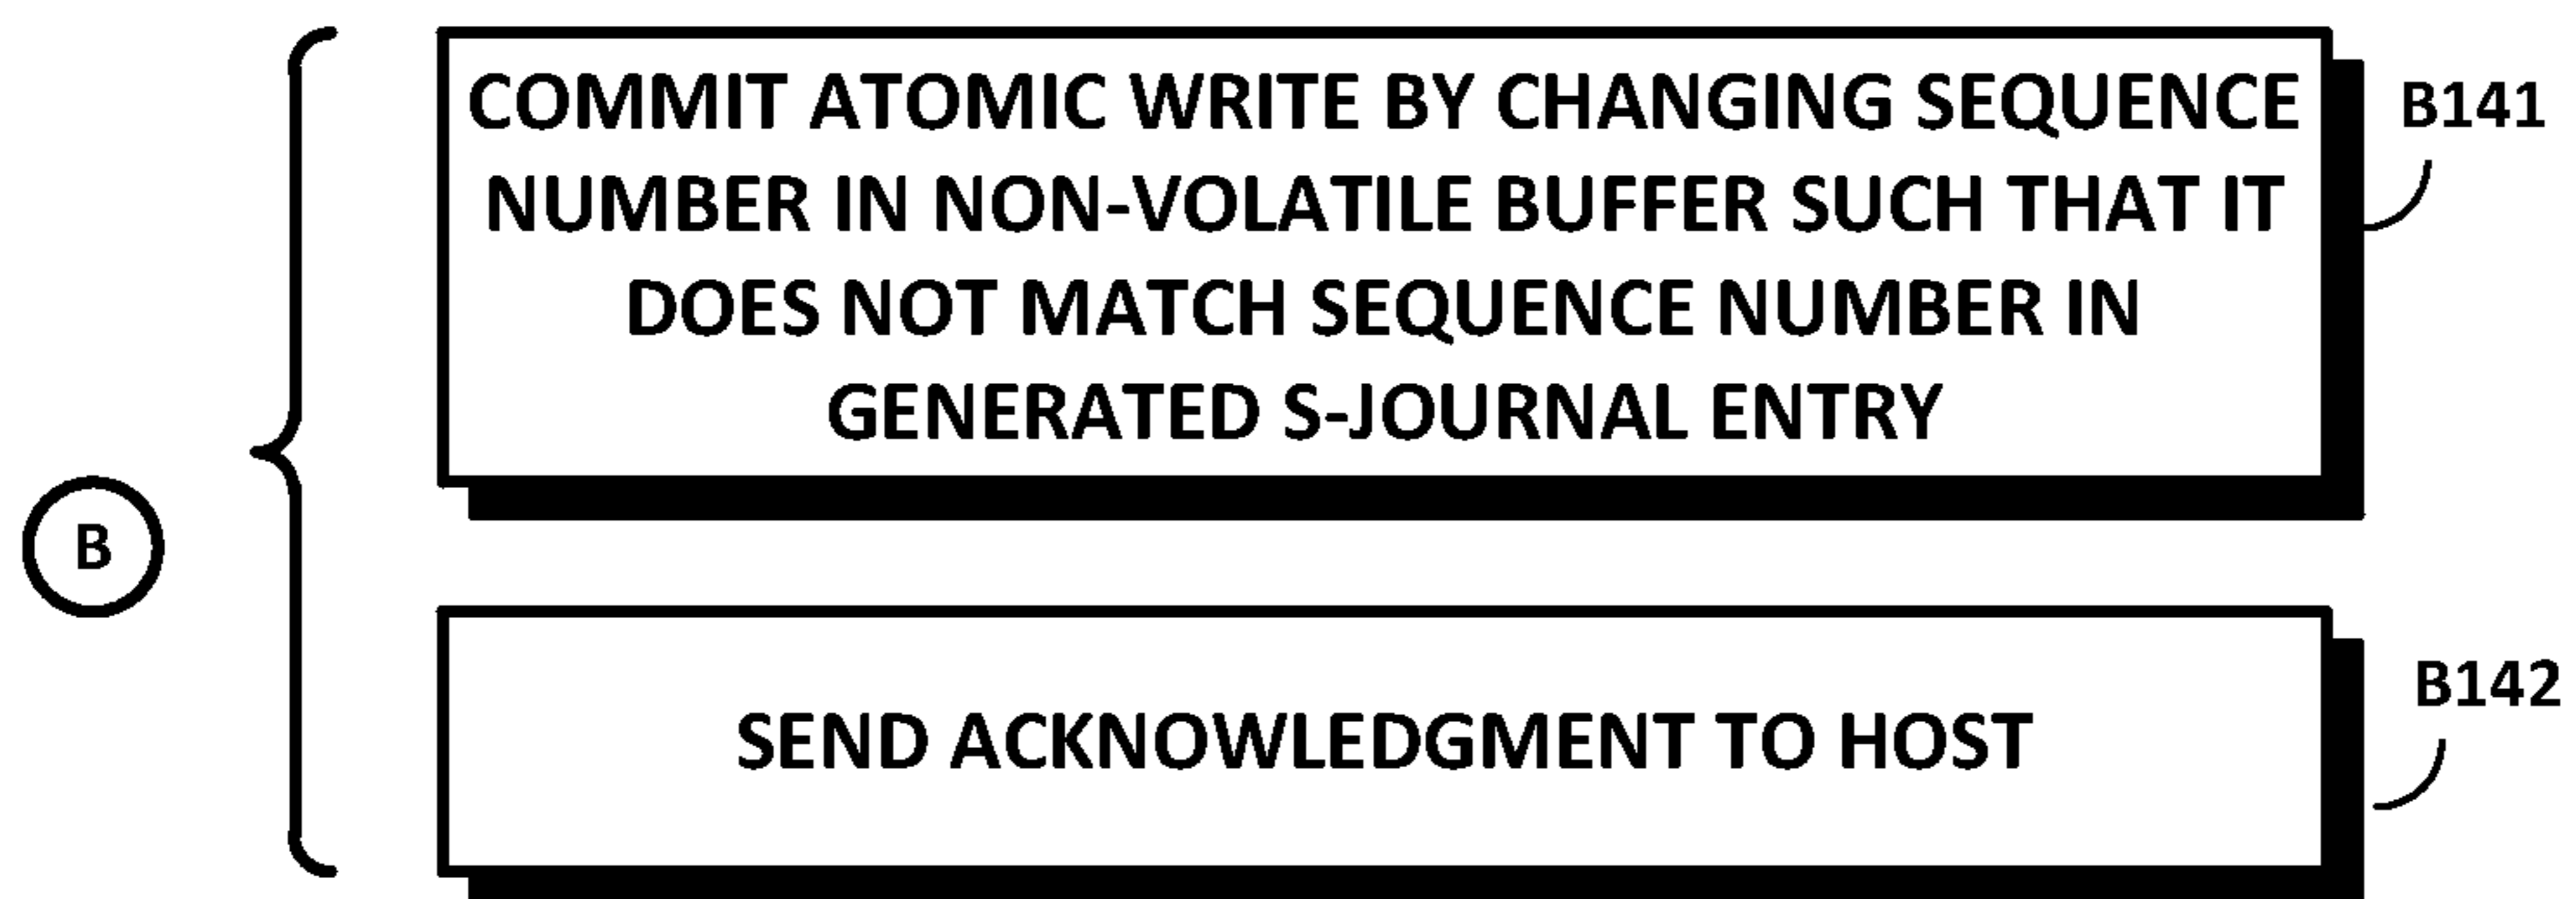 COMMIT ATOMIC WRITE BY CHANGING SEQUENCE
NUMBER IN NON-VOLATILE BUFFER SUCH THAT IT
DOES NOT MATCH SEQUENCE NUMBER IN
GENERATED S-JOURNAL ENTRY
B141
B
SEND ACKNOWLEDGMENT TO HOST
B142